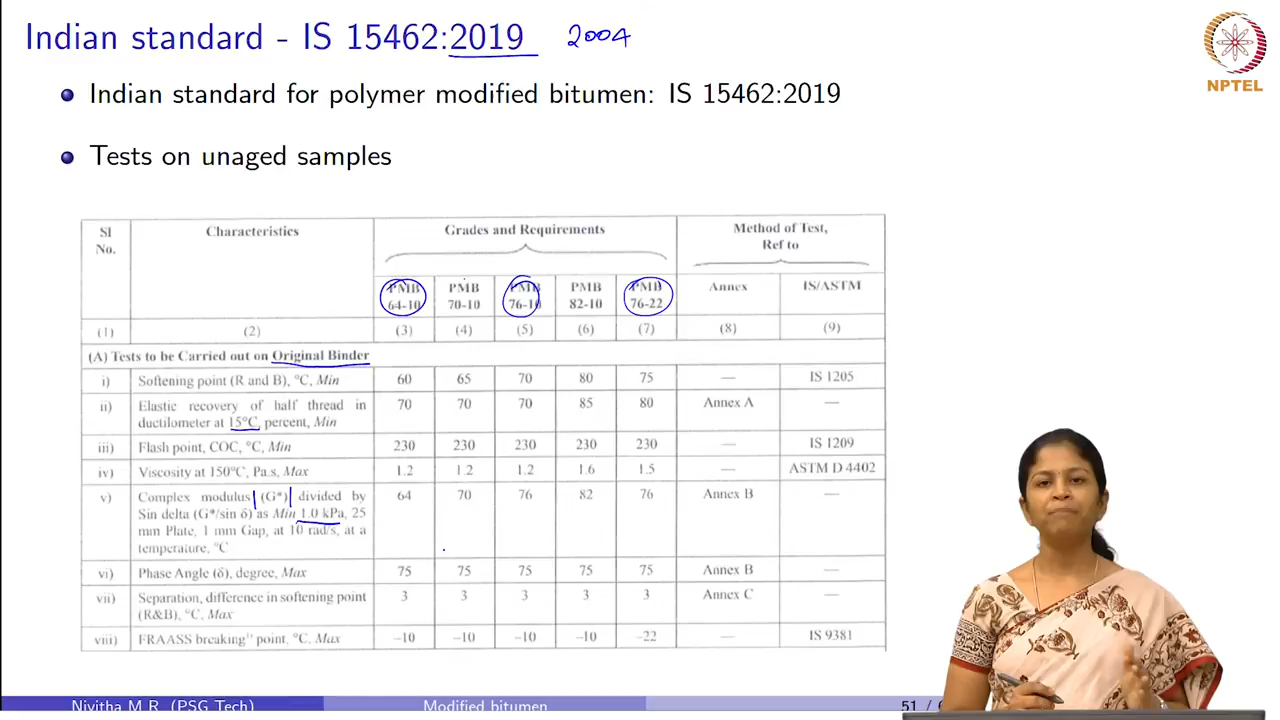 Indian standard - IS 15462:2019 2004
NPTEL
Indian standard for polymer modified bitumen: IS 15462:2019
Tests on unaged samples
Sl No. Characteristics Grades and Requirements Method of Test, Ref to
PMB 64-10 PMB 70-10 PMB 76-10 PMB 82-10 PMB 76-22 Annex IS/ASTM
(1) (2) (3) (4) (5) (6) (7) (8) (9)
(A) Tests to be Carried out on Original Binder
i) Softening point (R and B), °C, Min 60 65 70 80 75 — IS 1205
ii) Elastic recovery of half thread in ductilometer at 15°C, percent, Min 70 70 70 85 80 Annex A —
iii) Flash point, COC, °C, Min 230 230 230 230 230 — IS 1209
iv) Viscosity at 150°C, Pa.s, Max 1.2 1.2 1.2 1.6 1.5 — ASTM D 4402
v) Complex modulus (G*) divided by Sin delta (G*/sin δ) as Min 1.0 kPa, 25 mm Plate, 1 mm Gap, at 10 rad/s, at a temperature, °C 64 70 76 82 76 Annex B —
vi) Phase Angle (δ), degree, Max 75 75 75 75 75 Annex B —
vii) Separation, difference in softening point (R&B), °C, Max 3 3 3 3 3 Annex C —
viii) FRAASS breaking point, °C, Max –10 –10 –10 –10 –22 — IS 9381
Nivitha M.R. (PSG Tech) Modified bitumen 51 /